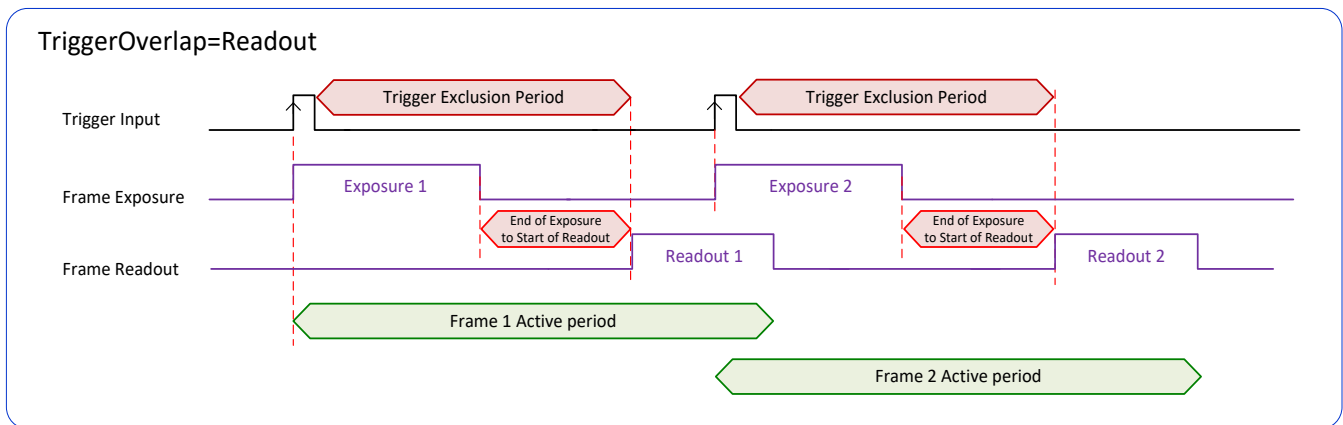 TriggerOverlap=Readout
Trigger Exclusion Period
Trigger Exclusion Period
Trigger Input
Exposure 1
Exposure 2
Frame Exposure
End of Exposure
to Start of Readout
End of Exposure
to Start of Readout
Readout 1
Readout 2
Frame Readout
Frame 1 Active period
Frame 2 Active period